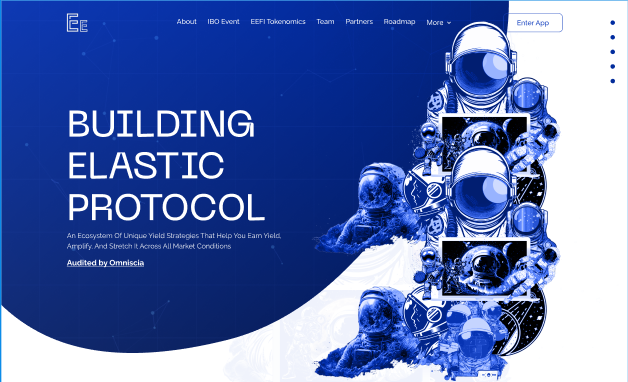 EE
About IBO Event EEFI Tokenomics Team Partners Roadmap More Enter App
BUILDING
ELASTIC
PROTOCOL
An Ecosystem Of Unique Yield Strategies That Help You Earn Yield,
Amplify, And Stretch It Across All Market Conditions
Audited by Omniscia